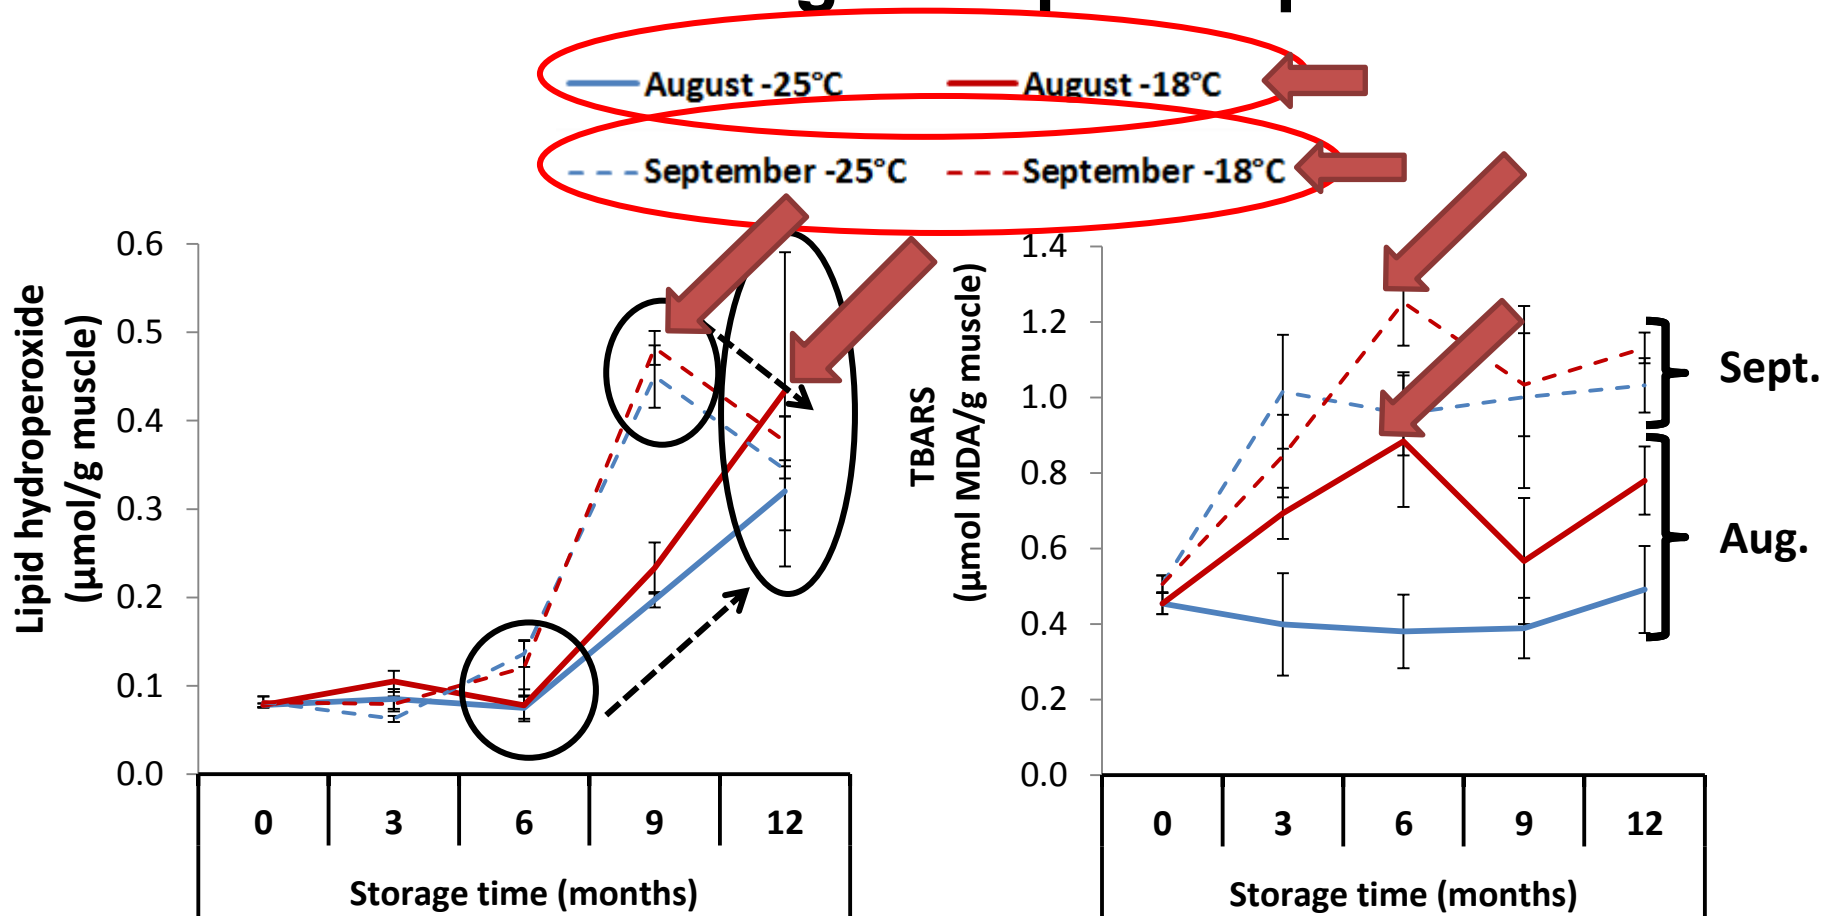 August -25°C August -18°C
September -25°C September -18°C
Lipid hydroperoxide
(µmol/g muscle)
0.6
0.5
0.4
0.3
0.2
0.1
0.0
0 3 6 9 12
Storage time (months)
TBARS
(µmol MDA/g muscle)
1.4
1.2
1.0
0.8
0.6
0.4
0.2
0.0
0 3 6 9 12
Storage time (months)
Sept.
Aug.